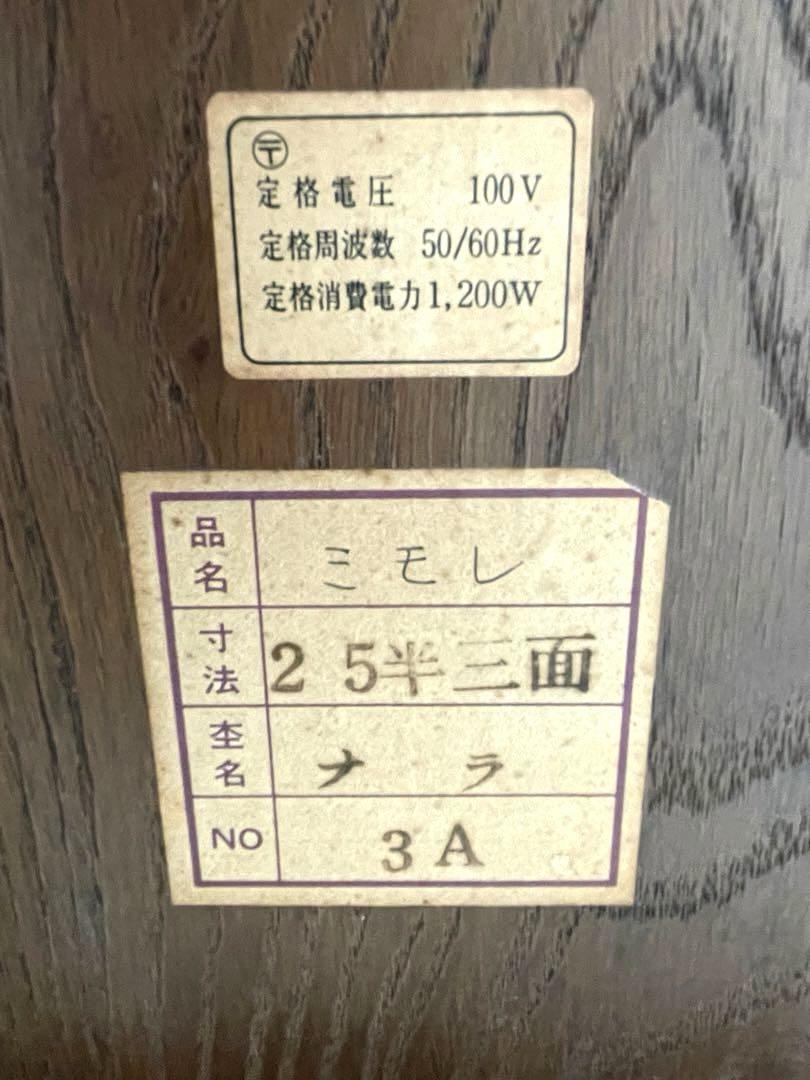 〒
定格電圧 100V
定格周波数 50/60Hz
定格消費電力 1,200W
品名 ミモレ
寸法 25半三面
杢名 ナラ
NO 3A